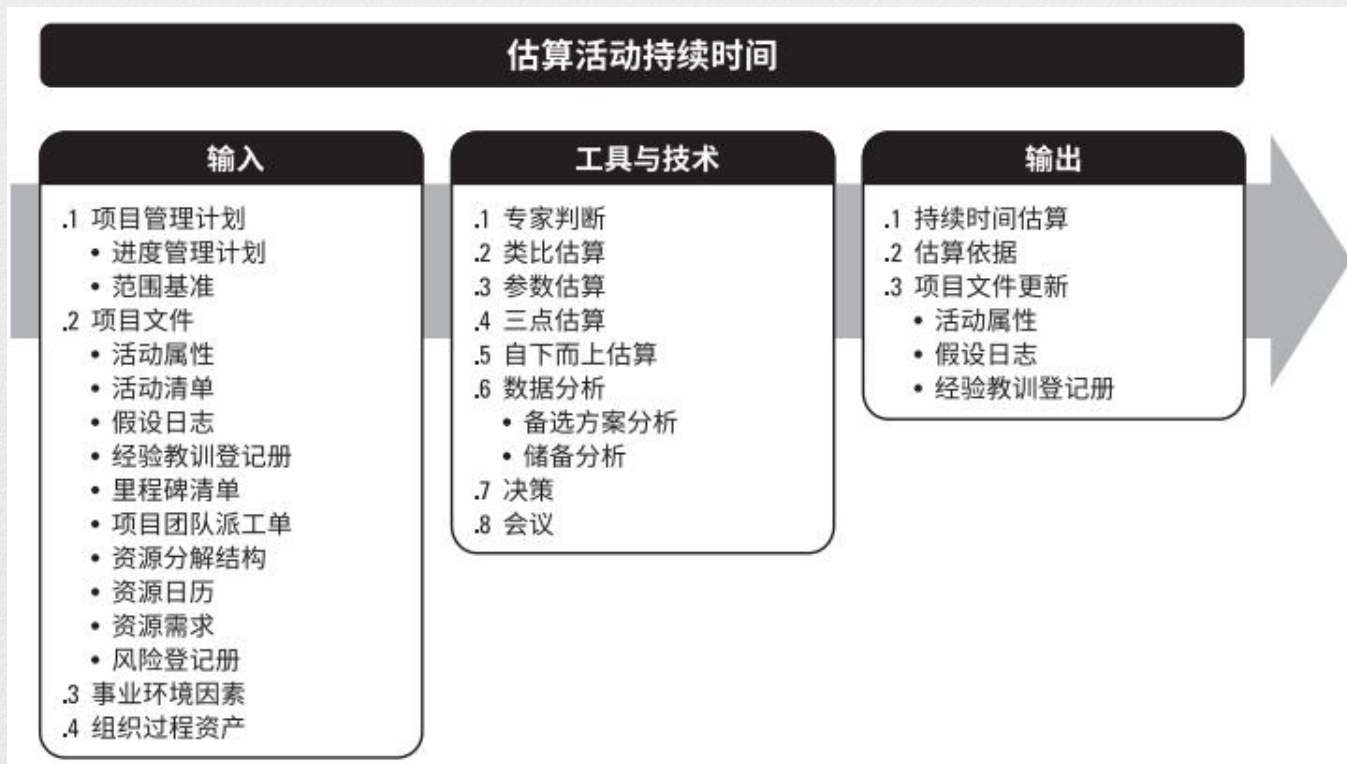 估算活动持续时间
输入
.1 项目管理计划
• 进度管理计划
• 范围基准
.2 项目文件
• 活动属性
• 活动清单
• 假设日志
• 经验教训登记册
• 里程碑清单
• 项目团队派工单
• 资源分解结构
• 资源日历
• 资源需求
• 风险登记册
.3 事业环境因素
.4 组织过程资产
工具与技术
.1 专家判断
.2 类比估算
.3 参数估算
.4 三点估算
.5 自下而上估算
.6 数据分析
• 备选方案分析
• 储备分析
.7 决策
.8 会议
输出
.1 持续时间估算
.2 估算依据
.3 项目文件更新
• 活动属性
• 假设日志
• 经验教训登记册